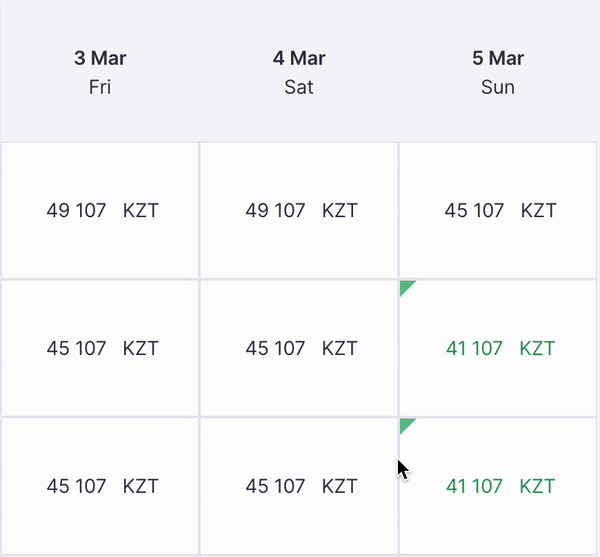 3 Mar 4 Mar 5 Mar
Fri Sat Sun
49 107 KZT 49 107 KZT 45 107 KZT
45 107 KZT 45 107 KZT 41 107 KZT
45 107 KZT 45 107 KZT 41 107 KZT